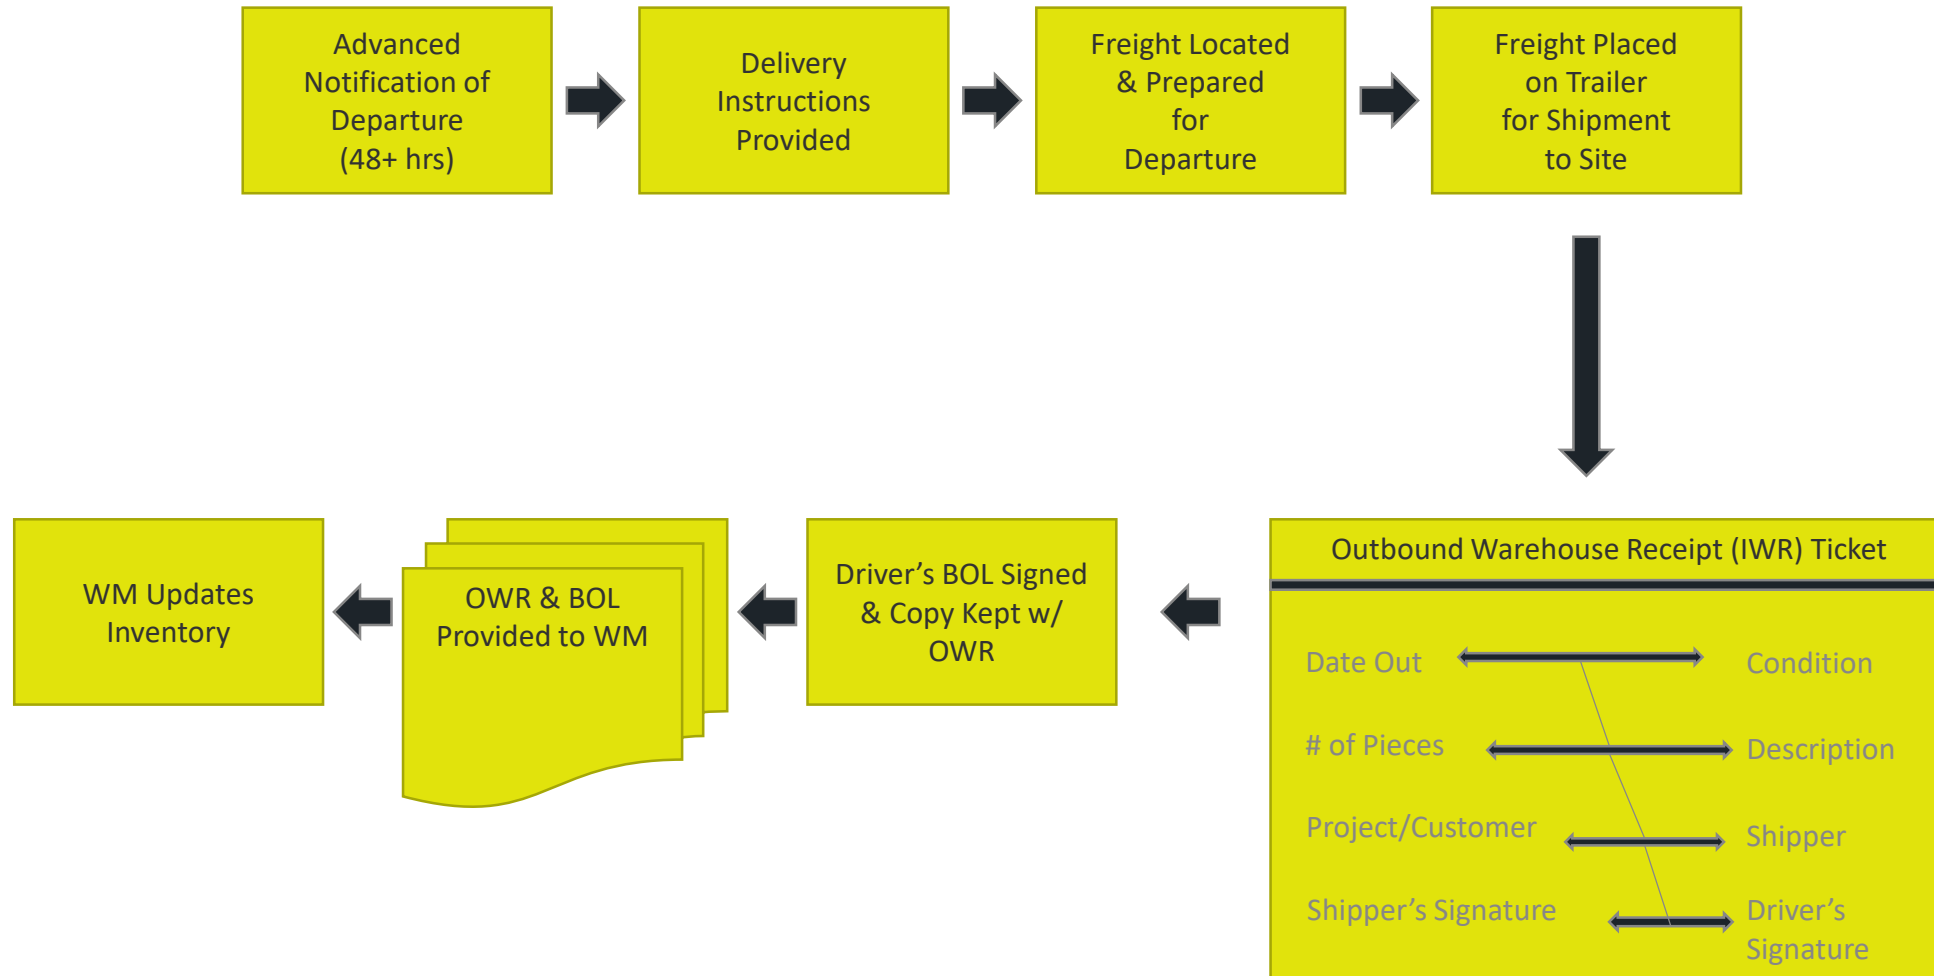 Advanced
Notification of
Departure
(48+ hrs)
Delivery
Instructions
Provided
Freight Located
& Prepared
for
Departure
Freight Placed
on Trailer
for Shipment
to Site
Outbound Warehouse Receipt (IWR) Ticket
Date Out
Condition
# of Pieces
Description
Project/Customer
Shipper
Shipper’s Signature
Driver’s
Signature
Driver’s BOL Signed
& Copy Kept w/
OWR
OWR & BOL
Provided to WM
WM Updates
Inventory